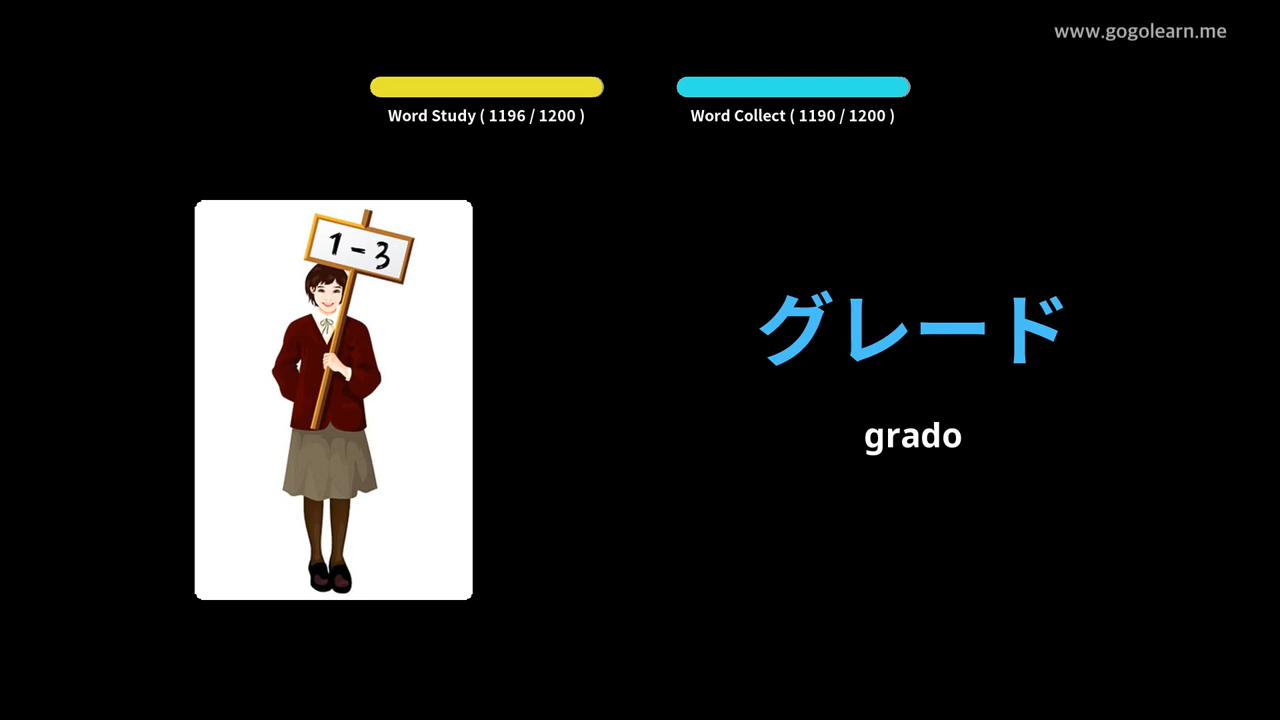 www.gogolearn.me
Word Study ( 1196 / 1200 )
Word Collect ( 1190 / 1200 )
1 - 3
グレード
grado